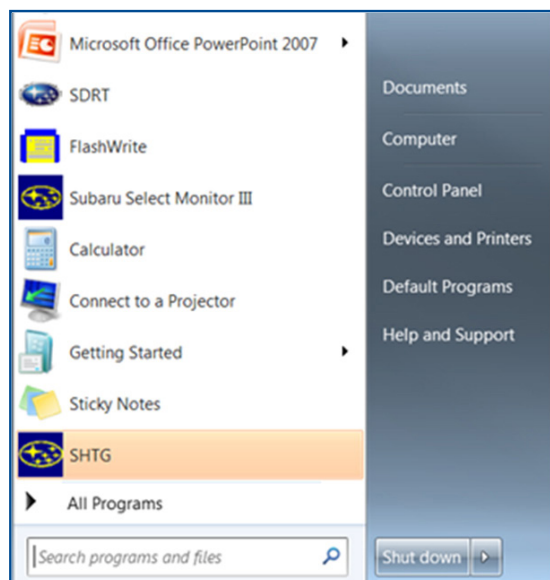 Microsoft Office PowerPoint 2007
SDRT
FlashWrite
Subaru Select Monitor III
Calculator
Connect to a Projector
Getting Started
Sticky Notes
SHTG
All Programs
Search programs and files
Documents
Computer
Control Panel
Devices and Printers
Default Programs
Help and Support
Shut down